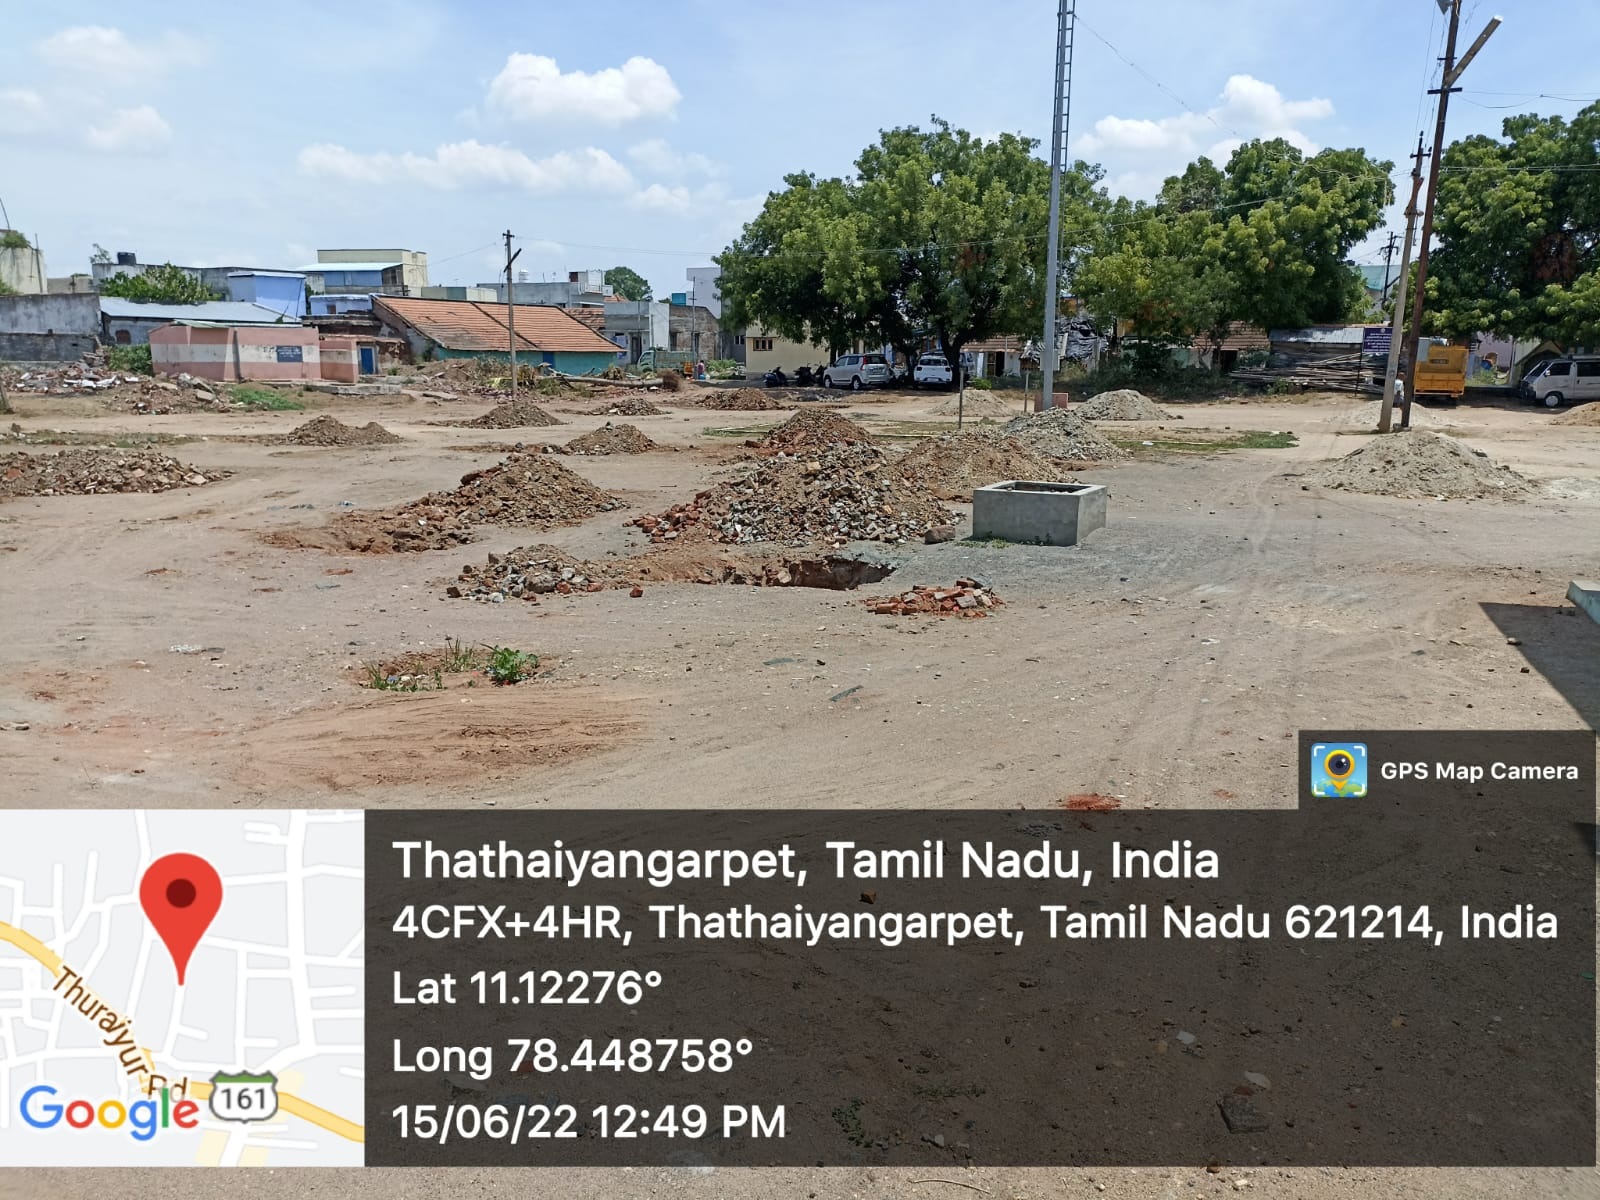 GPS Map Camera
Thathaiyangarpet, Tamil Nadu, India
4CFX+4HR, Thathaiyangarpet, Tamil Nadu 621214, India
Lat 11.12276°
Long 78.448758°
15/06/22 12:49 PM
Thuraiyur Rd
161
Google